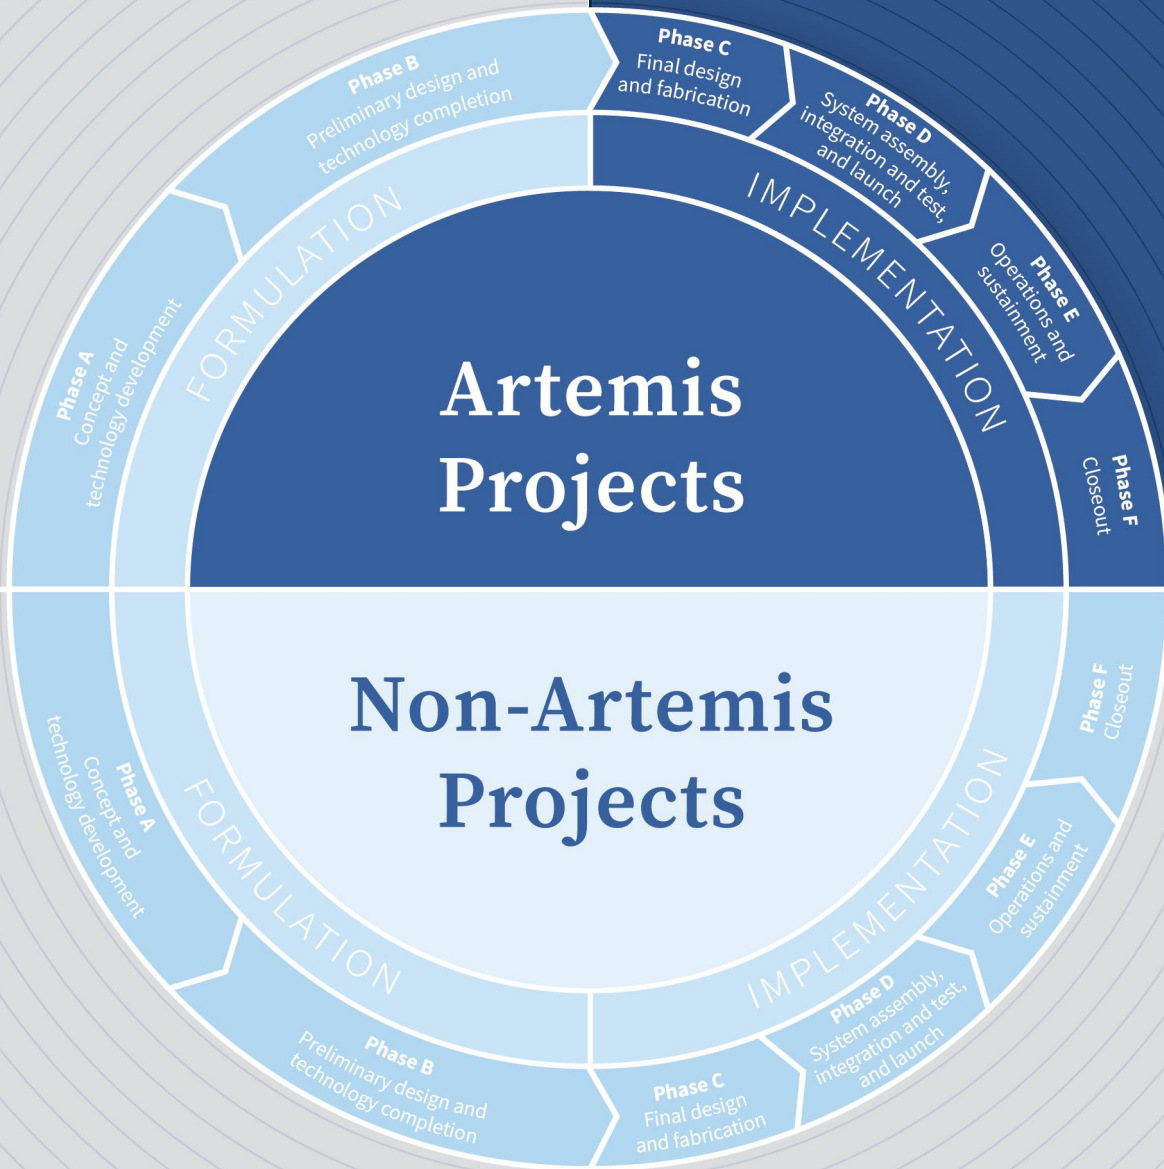 Phase A
Concept and
technology development
Phase B
Preliminary design and
technology completion
FORMULATION
Phase C
Final design
and fabrication
Phase D
System assembly,
integration and test,
and launch
Phase E
Operations and
sustainment
Phase F
Closeout
IMPLEMENTATION
Artemis
Projects
Non-Artemis
Projects
Phase A
Concept and
technology development
Phase B
Preliminary design and
technology completion
FORMULATION
Phase C
Final design
and fabrication
Phase D
System assembly,
integration and test,
and launch
Phase E
Operations and
sustainment
Phase F
Closeout
IMPLEMENTATION